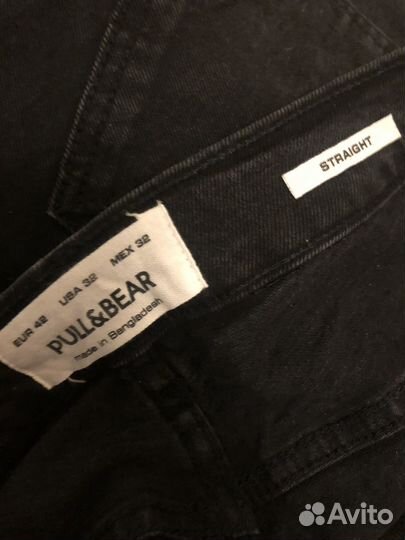 STRAIGHT
EUR 42 USA 32 MEX 32
PULL&BEAR
made in Bangladesh
Avito